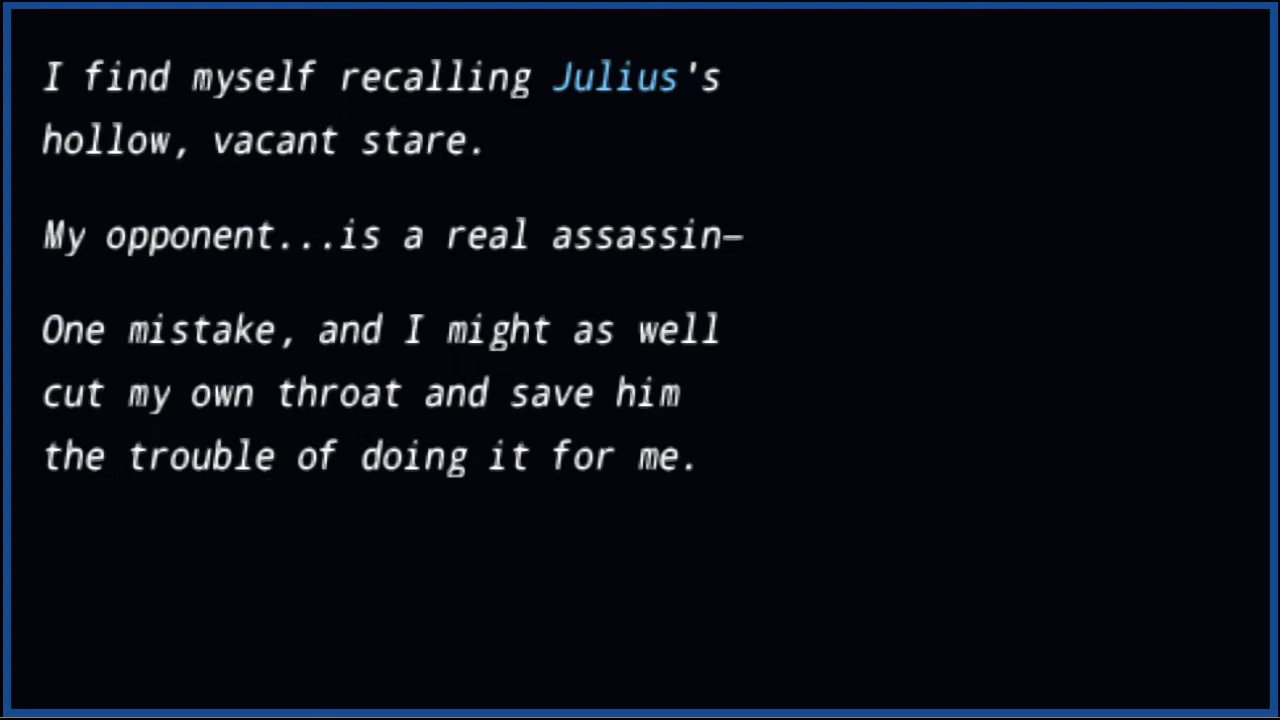 I find myself recalling Julius's
hollow, vacant stare.
My opponent...is a real assassin—
One mistake, and I might as well
cut my own throat and save him
the trouble of doing it for me.